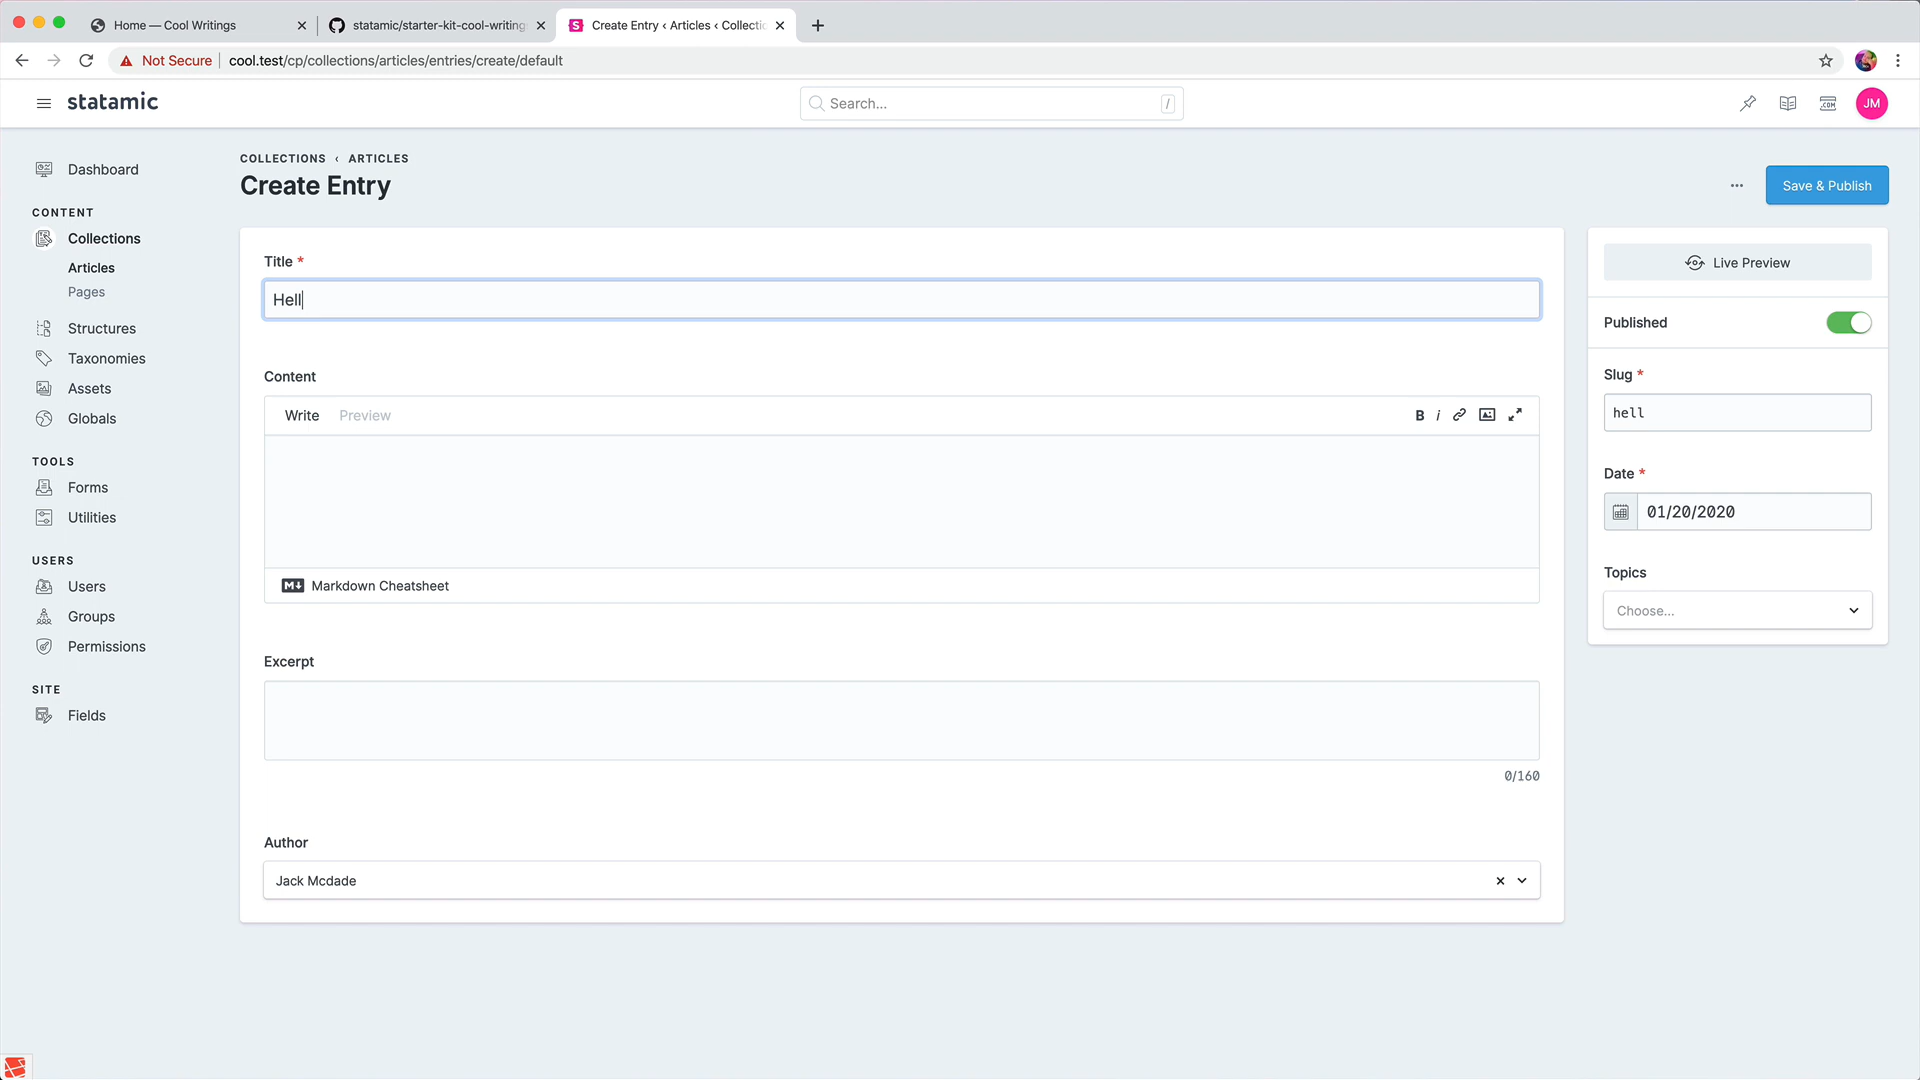 Home — Cool Writings
statamic/starter-kit-cool-writing
Create Entry ‹ Articles ‹ Collectio
Not Secure
cool.test/cp/collections/articles/entries/create/default
statamic
Search...
/
.COM
JM
Dashboard
CONTENT
Collections
Articles
Pages
Structures
Taxonomies
Assets
Globals
TOOLS
Forms
Utilities
USERS
Users
Groups
Permissions
SITE
Fields
COLLECTIONS ‹ ARTICLES
Create Entry
Save & Publish
Title *
Hell
Content
Write Preview
B i
M Markdown Cheatsheet
Excerpt
0/160
Author
Jack Mcdade
Live Preview
Published
Slug *
hell
Date *
01/20/2020
Topics
Choose...